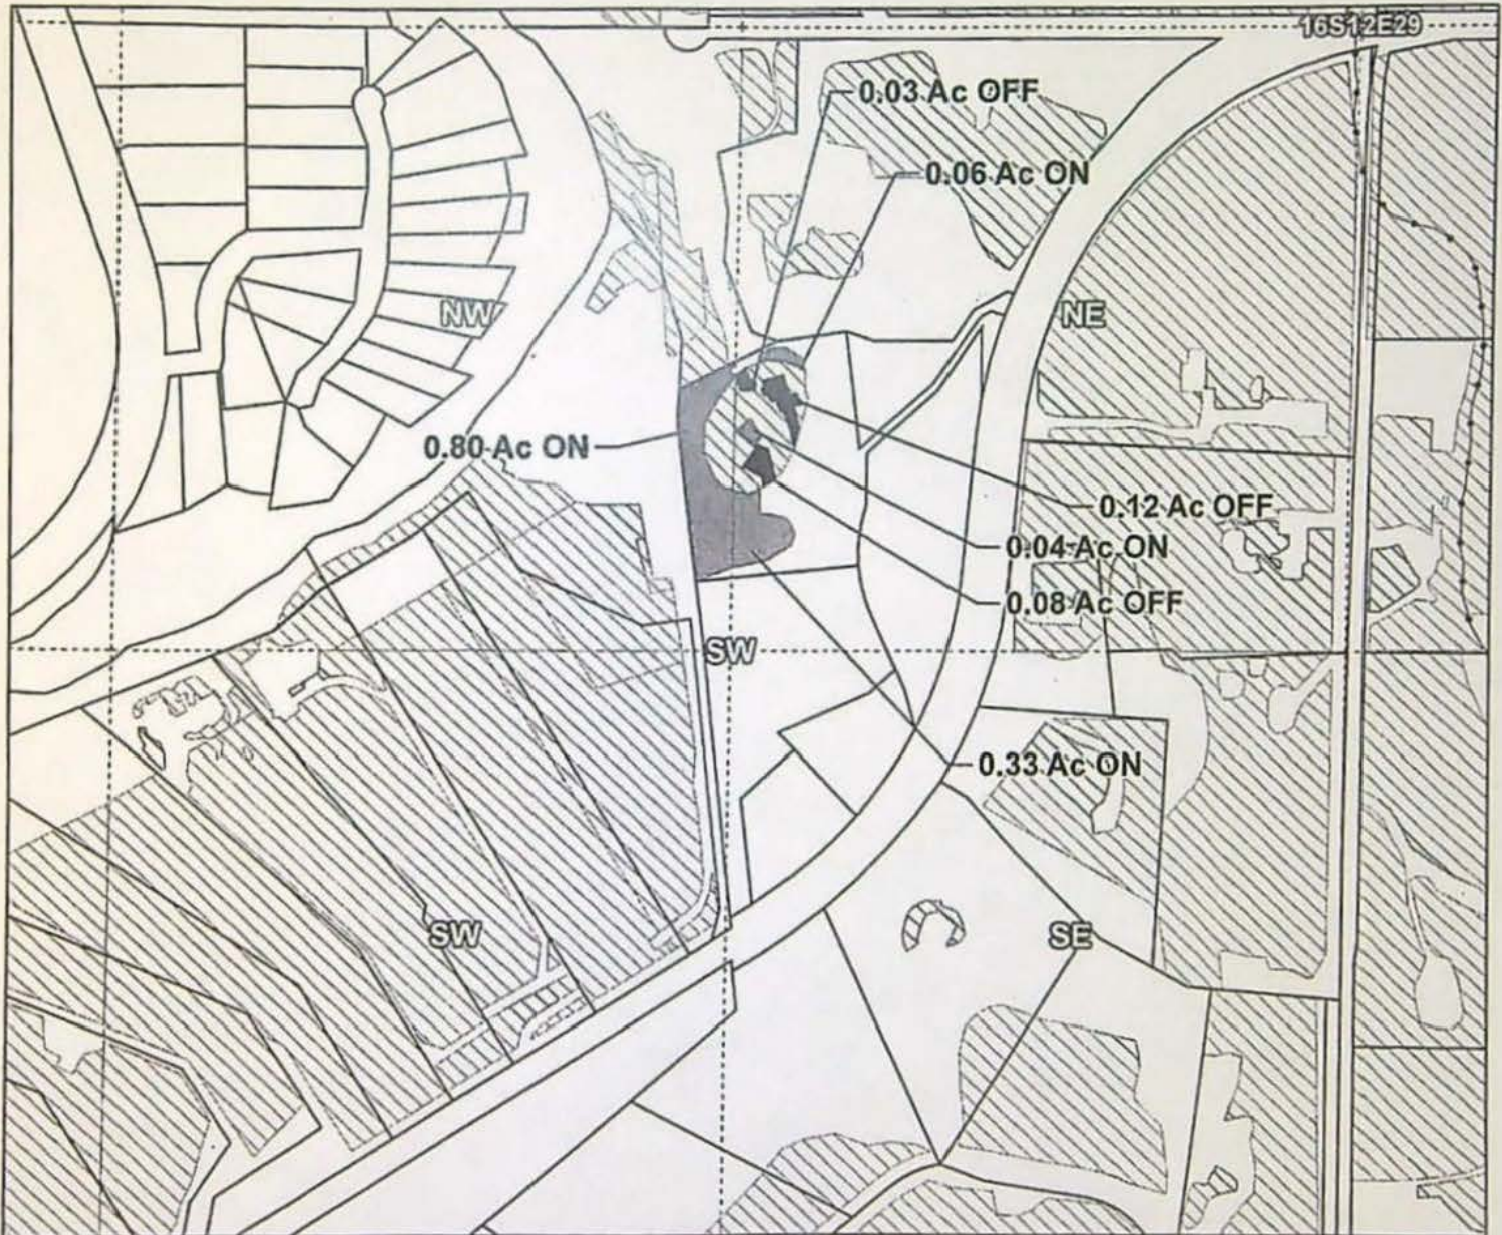 16S12E29
0.03 Ac OFF
0.06 Ac ON
NW
NE
0.80 Ac ON
0.12 Ac OFF
0.04 Ac ON
0.08 Ac OFF
SW
0.33 Ac ON
SW
SE